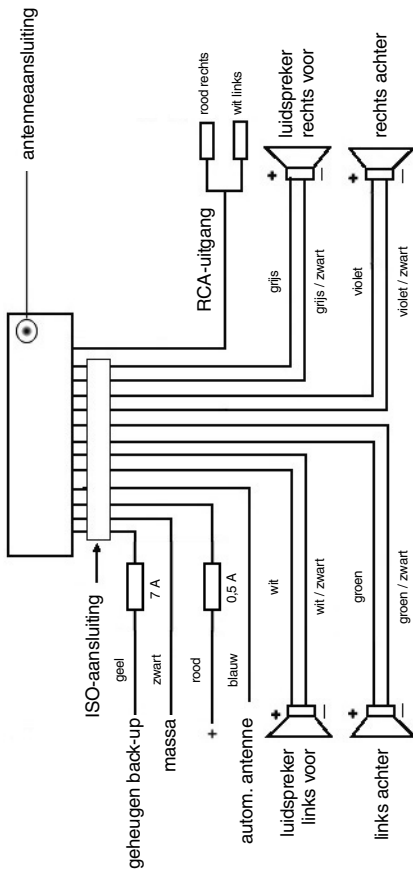 antenneaansluiting
ISO-aansluiting
geheugen back-up
geel
7 A
massa
zwart
+
rood
0,5 A
autom. antenne
blauw
luidspreker
links voor
+
–
wit
wit / zwart
links achter
+
–
groen
groen / zwart
RCA-uitgang
rood rechts
wit links
luidspreker
rechts voor
+
–
grijs
grijs / zwart
rechts achter
+
–
violet
violet / zwart